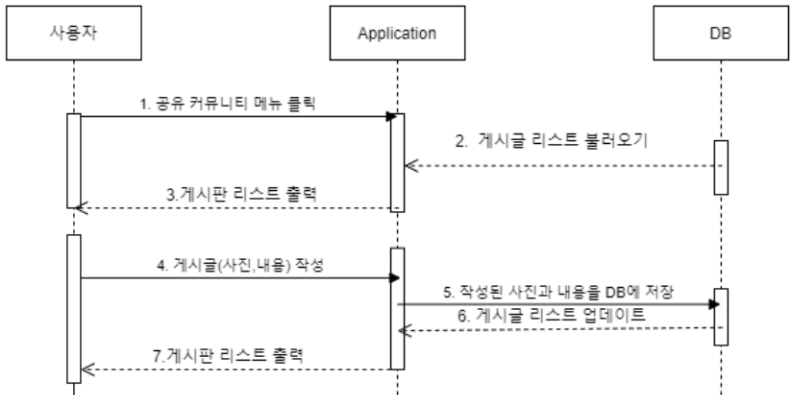 사용자
Application
DB
1. 공유 커뮤니티 메뉴 클릭
2. 게시글 리스트 불러오기
3.게시판 리스트 출력
4. 게시글(사진,내용) 작성
5. 작성된 사진과 내용을 DB에 저장
6. 게시글 리스트 업데이트
7.게시판 리스트 출력